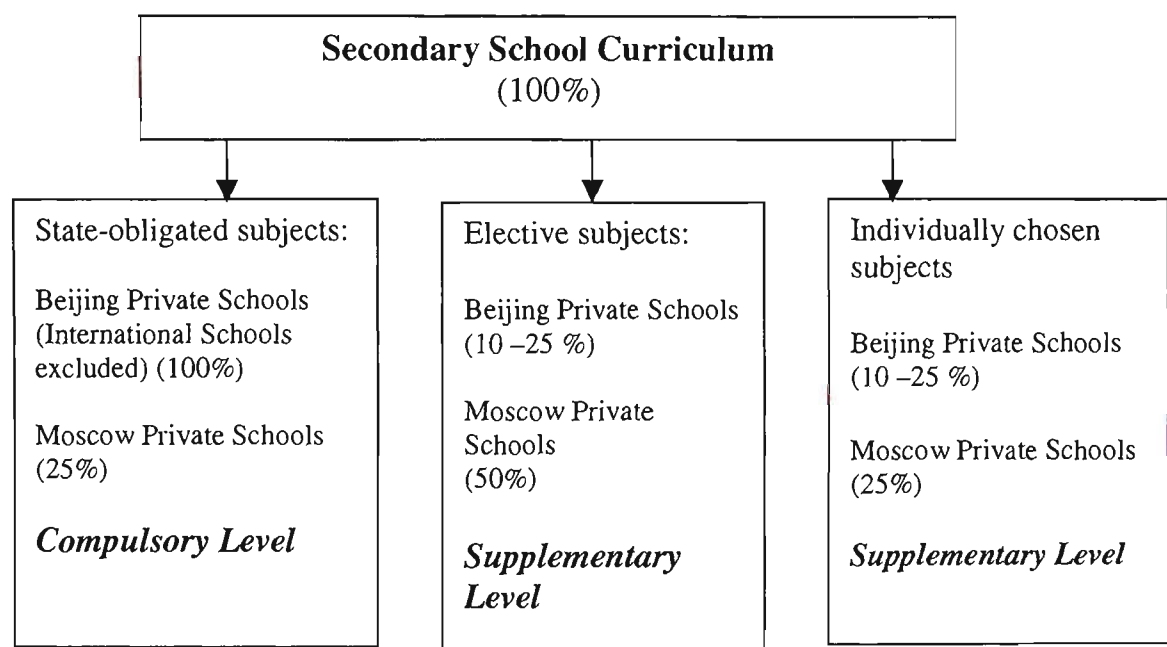 Secondary School Curriculum
(100%)
State-obligated subjects:
Beijing Private Schools
(International Schools
excluded) (100%)
Moscow Private Schools
(25%)
Compulsory Level
Elective subjects:
Beijing Private Schools
(10 –25 %)
Moscow Private
Schools
(50%)
Supplementary
Level
Individually chosen
subjects
Beijing Private Schools
(10 –25 %)
Moscow Private Schools
(25%)
Supplementary Level